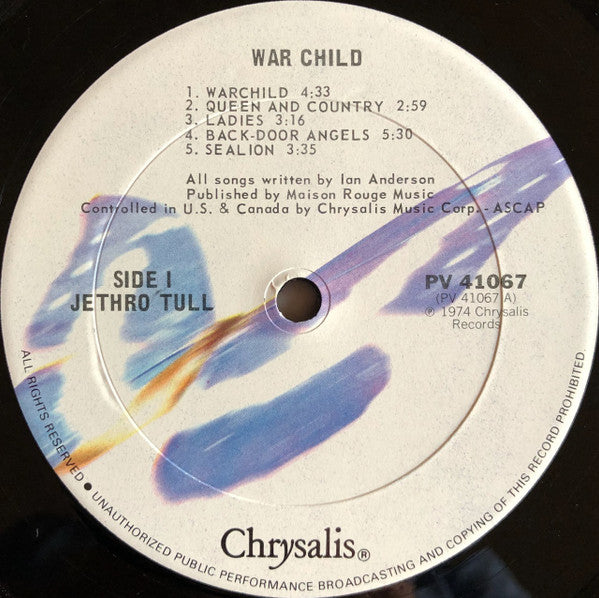 WAR CHILD
1. WARCHILD 4:33
2. QUEEN AND COUNTRY 2:59
3. LADIES 3:16
4. BACK-DOOR ANGELS 5:30
5. SEALION 3:35
All songs written by Ian Anderson
Published by Maison Rouge Music
Controlled in U.S. & Canada by Chrysalis Music Corp. - ASCAP
SIDE I
JETHRO TULL
PV 41067
(PV 41067 A)
℗ 1974 Chrysalis
Records
Chrysalis®
ALL RIGHTS RESERVED ● UNAUTHORIZED PUBLIC PERFORMANCE BROADCASTING AND COPYING OF THIS RECORD PROHIBITED.